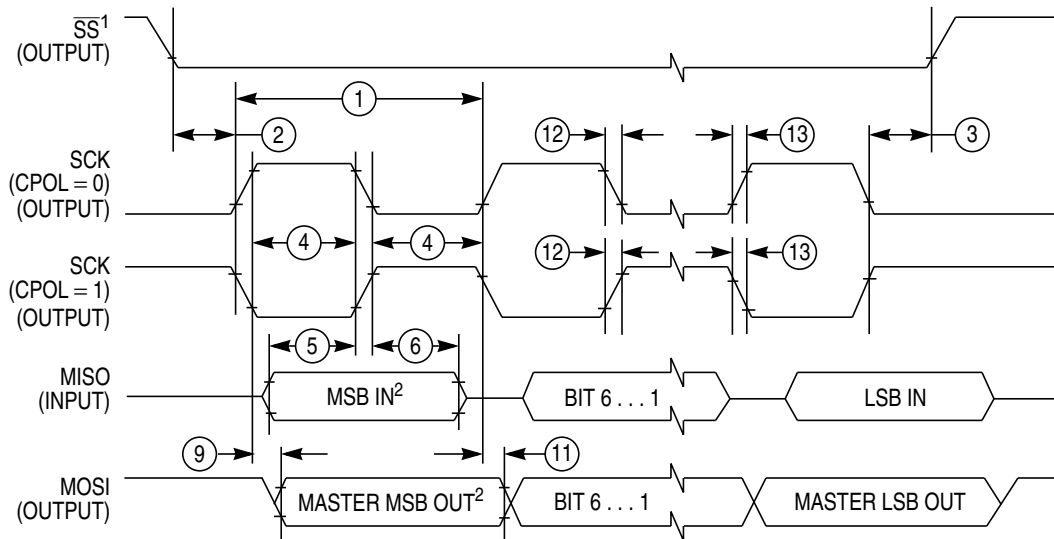 SS¹
(OUTPUT)
1
2
12
13
3
SCK
(CPOL = 0)
(OUTPUT)
4
4
SCK
(CPOL = 1)
(OUTPUT)
12
13
5
6
MISO
(INPUT)
MSB IN²
BIT 6 . . . 1
LSB IN
9
11
MOSI
(OUTPUT)
MASTER MSB OUT²
BIT 6 . . . 1
MASTER LSB OUT